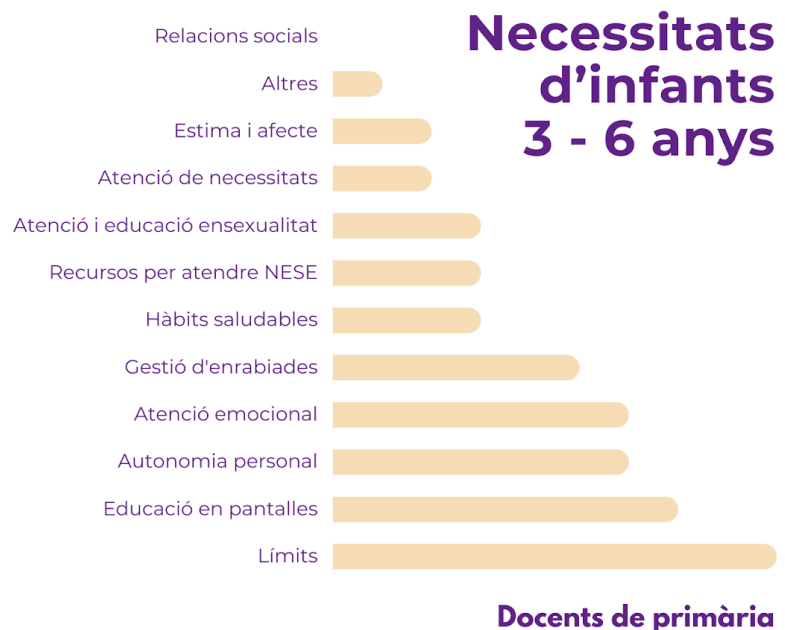 Necessitats
d'infants
3 - 6 anys
Relacions socials
Altres
Estima i afecte
Atenció de necessitats
Atenció i educació ensexualitat
Recursos per atendre NESE
Hàbits saludables
Gestió d'enrabiades
Atenció emocional
Autonomia personal
Educació en pantalles
Límits
Docents de primària